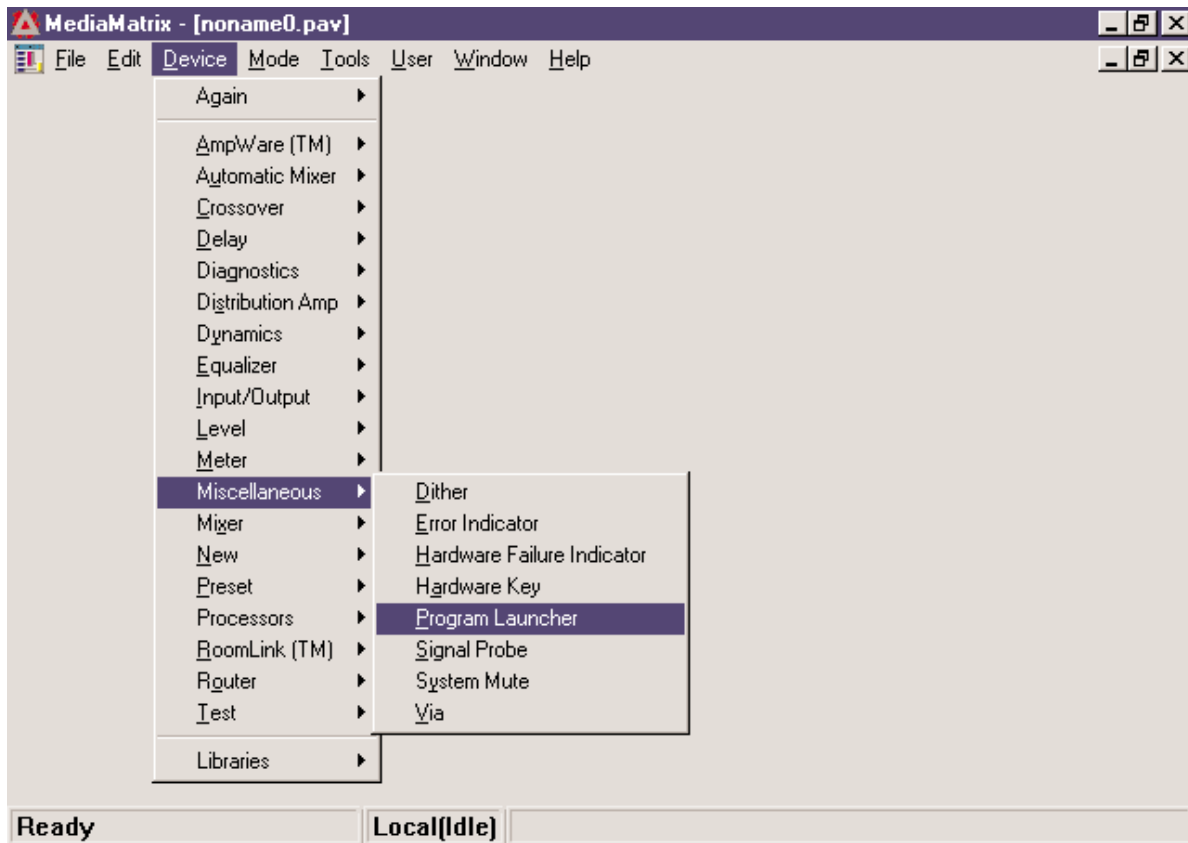 MediaMatrix - [noname0.pav]
File Edit Device Mode Tools User Window Help
Again
AmpWare (TM)
Automatic Mixer
Crossover
Delay
Diagnostics
Distribution Amp
Dynamics
Equalizer
Input/Output
Level
Meter
Miscellaneous
Mixer
New
Preset
Processors
RoomLink (TM)
Router
Test
Libraries
Dither
Error Indicator
Hardware Failure Indicator
Hardware Key
Program Launcher
Signal Probe
System Mute
Via
Ready Local(Idle)